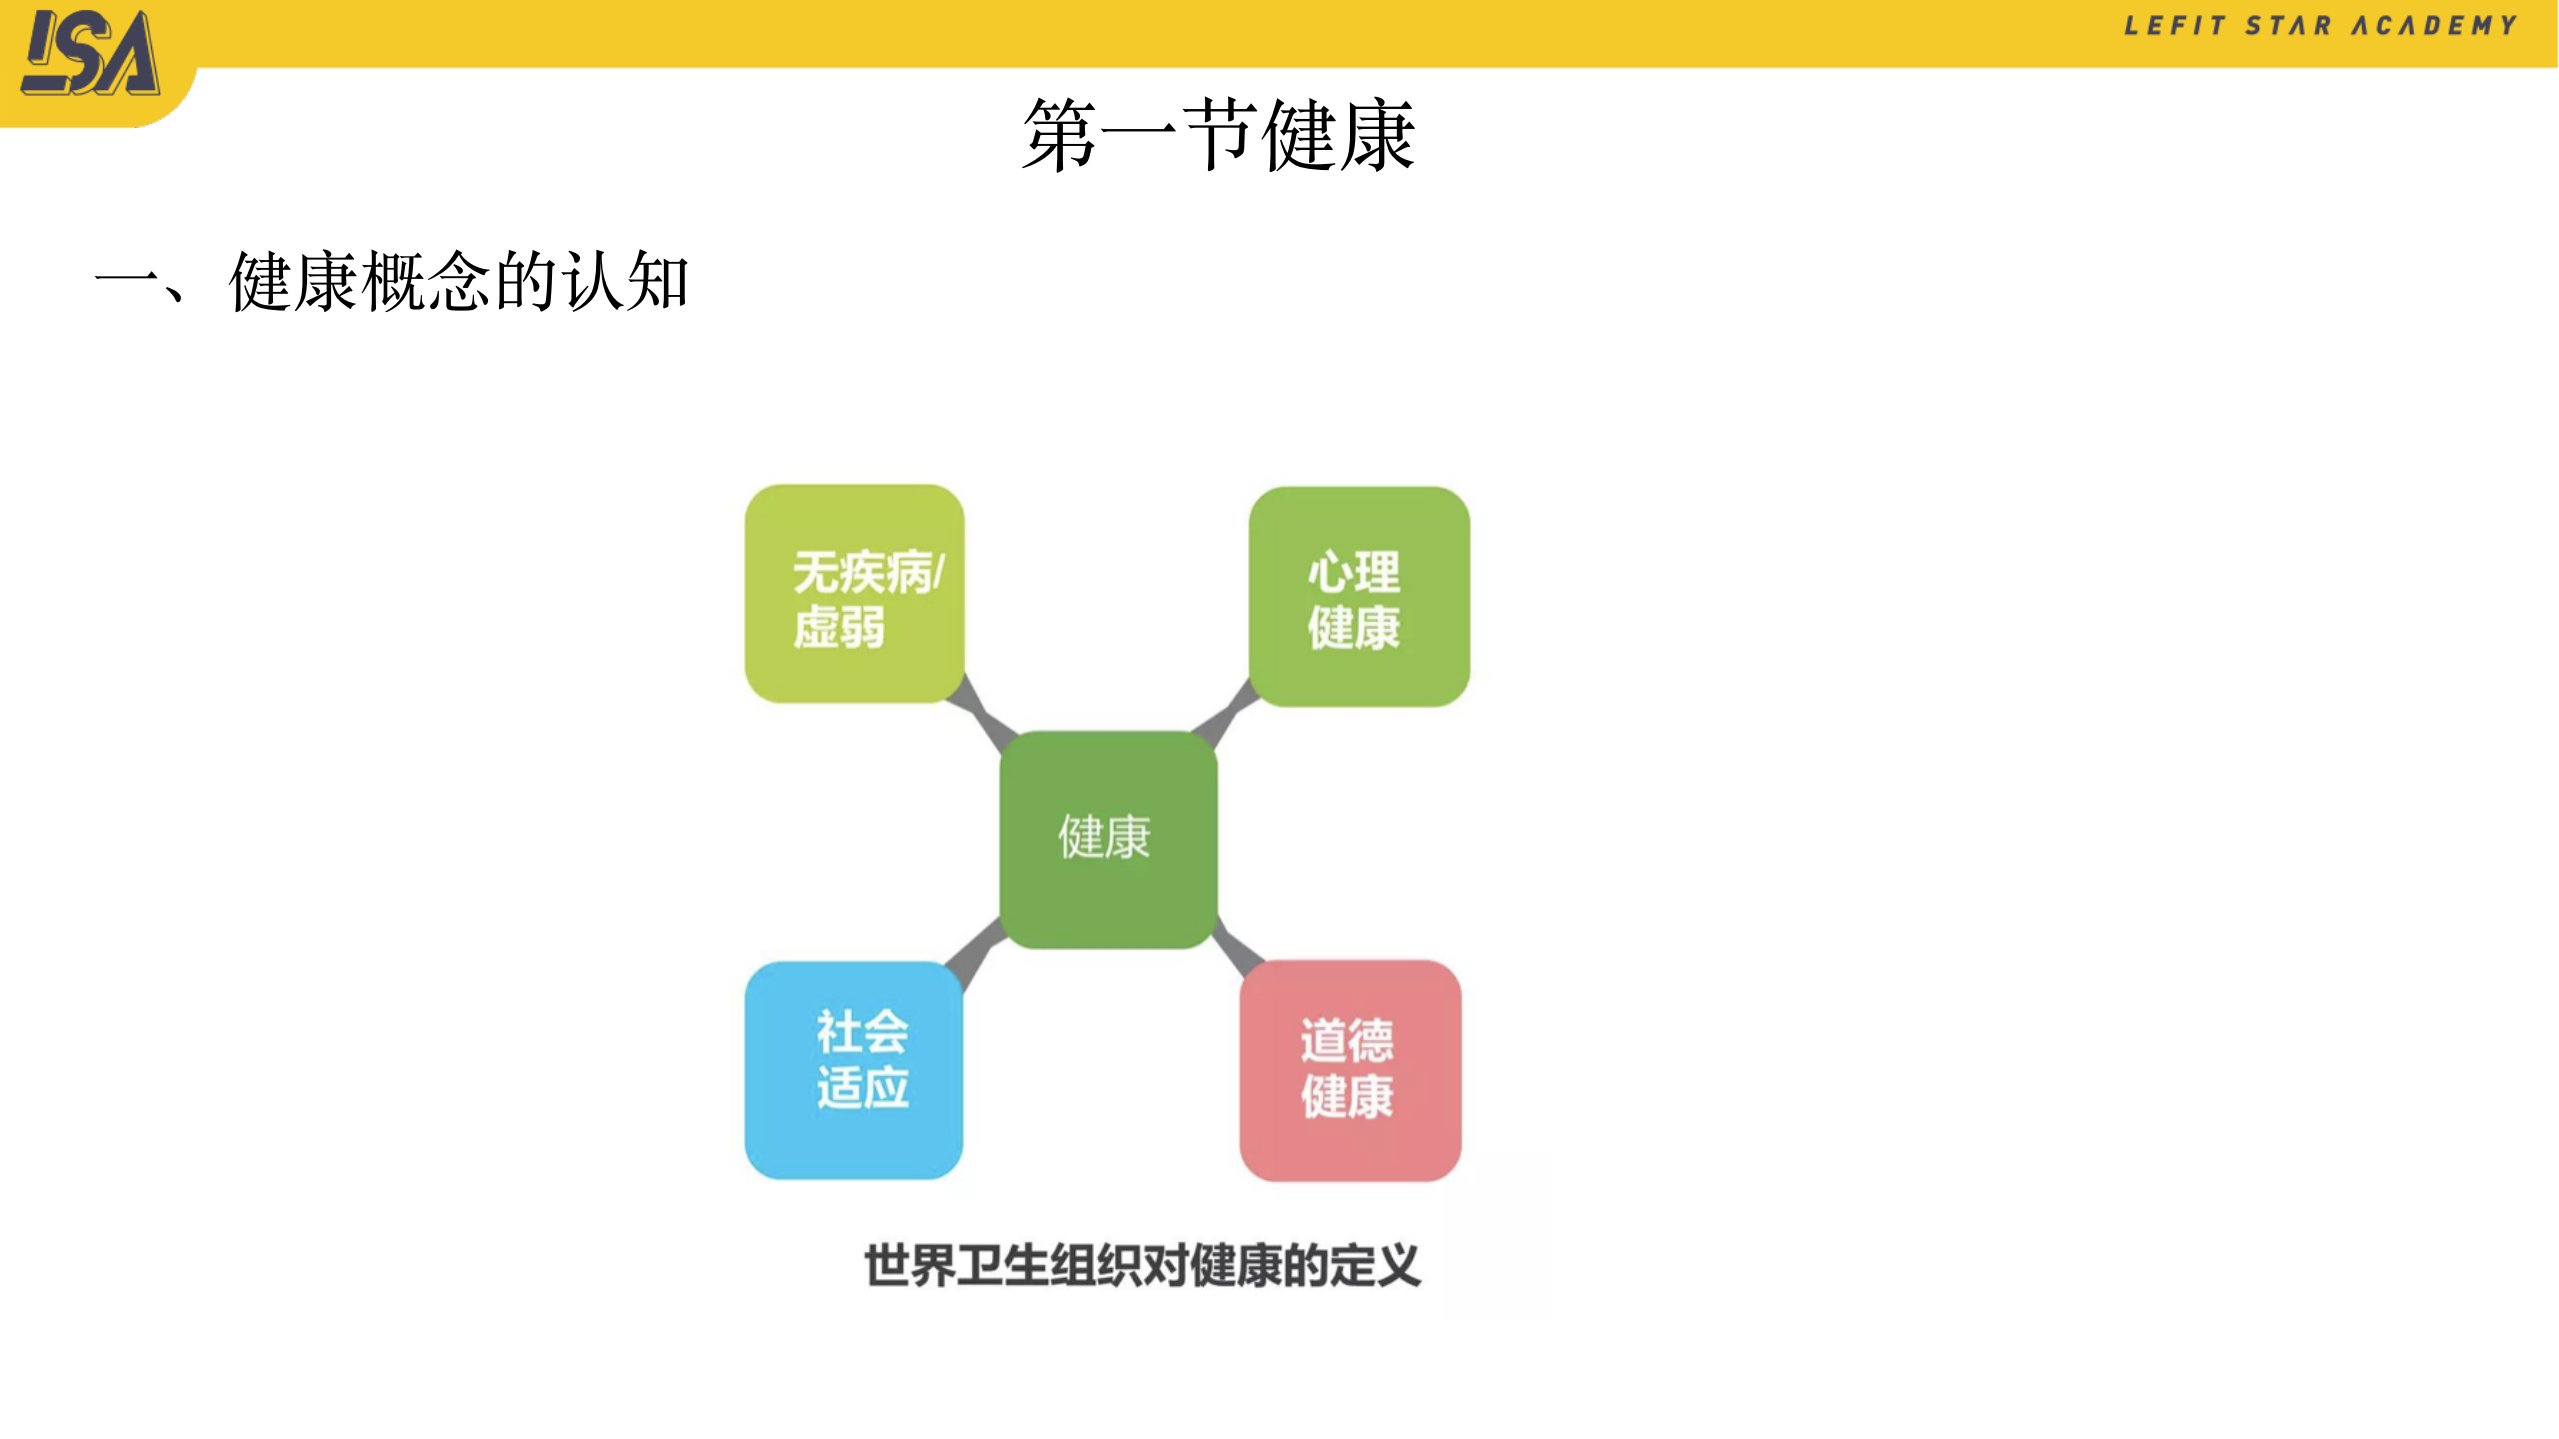 LSA
LEFIT STAR ACADEMY
第一节健康
一、健康概念的认知
无疾病/
虚弱
心理
健康
健康
社会
适应
道德
健康
世界卫生组织对健康的定义